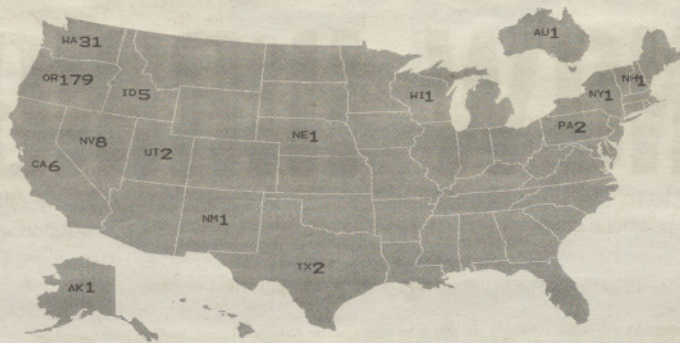 AU1
WA31
NH1
OR179
ID5
WI1
NY1
PA2
NE1
NV8
UT2
CA6
NM1
TX2
AK1